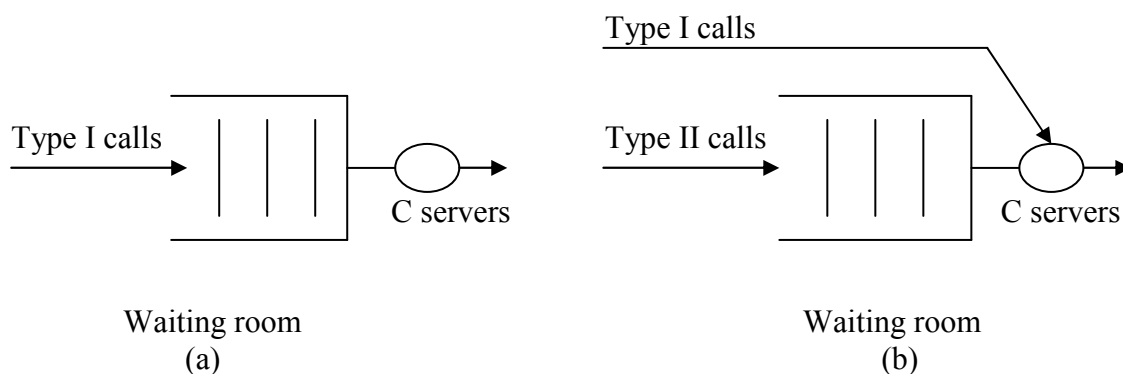 Type I calls
C servers
Waiting room
(a)
Type I calls
Type II calls
C servers
Waiting room
(b)